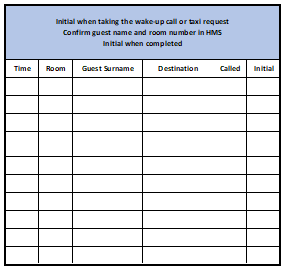 Initial when taking the wake-up call or taxi request
Confirm guest name and room number in HMS
Initial when completed
Time Room Guest Surname Destination Called Initial